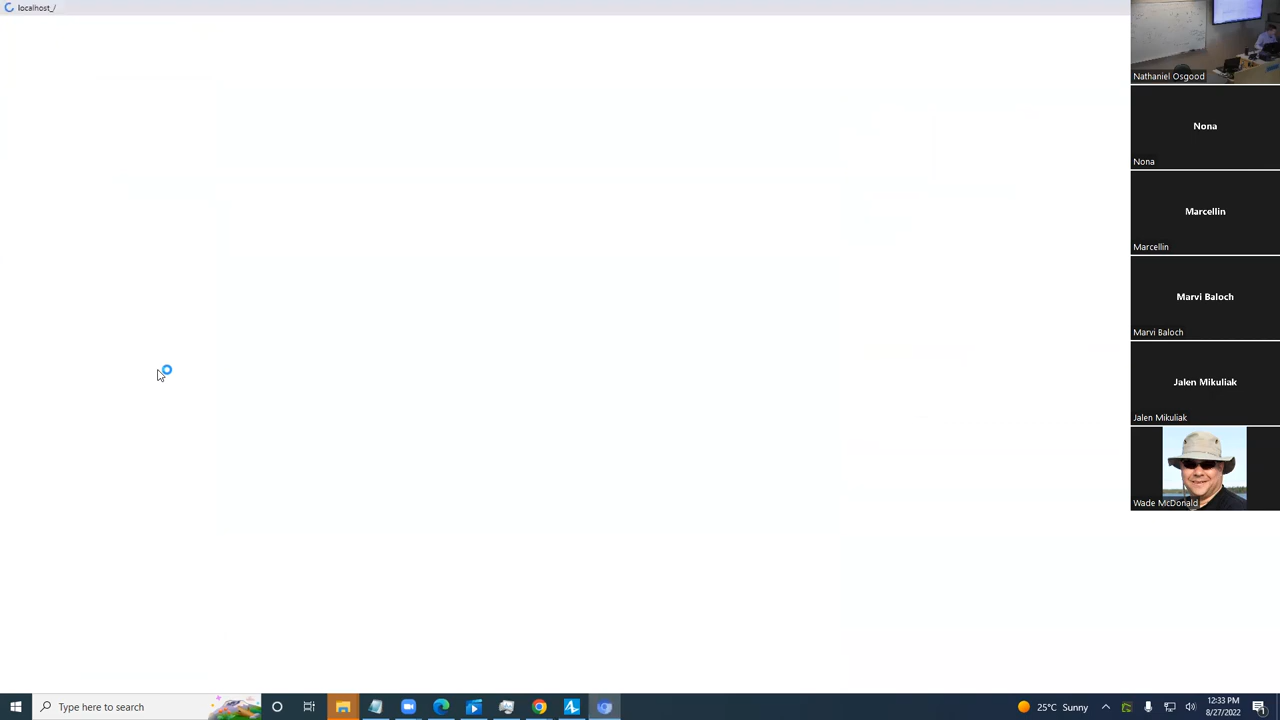 localhost_/
Nathaniel Osgood
Nona
Nona
Marcellin
Marcellin
Marvi Baloch
Marvi Baloch
Jalen Mikuliak
Jalen Mikuliak
Wade McDonald
Type here to search
25°C Sunny
12:33 PM
8/27/2022